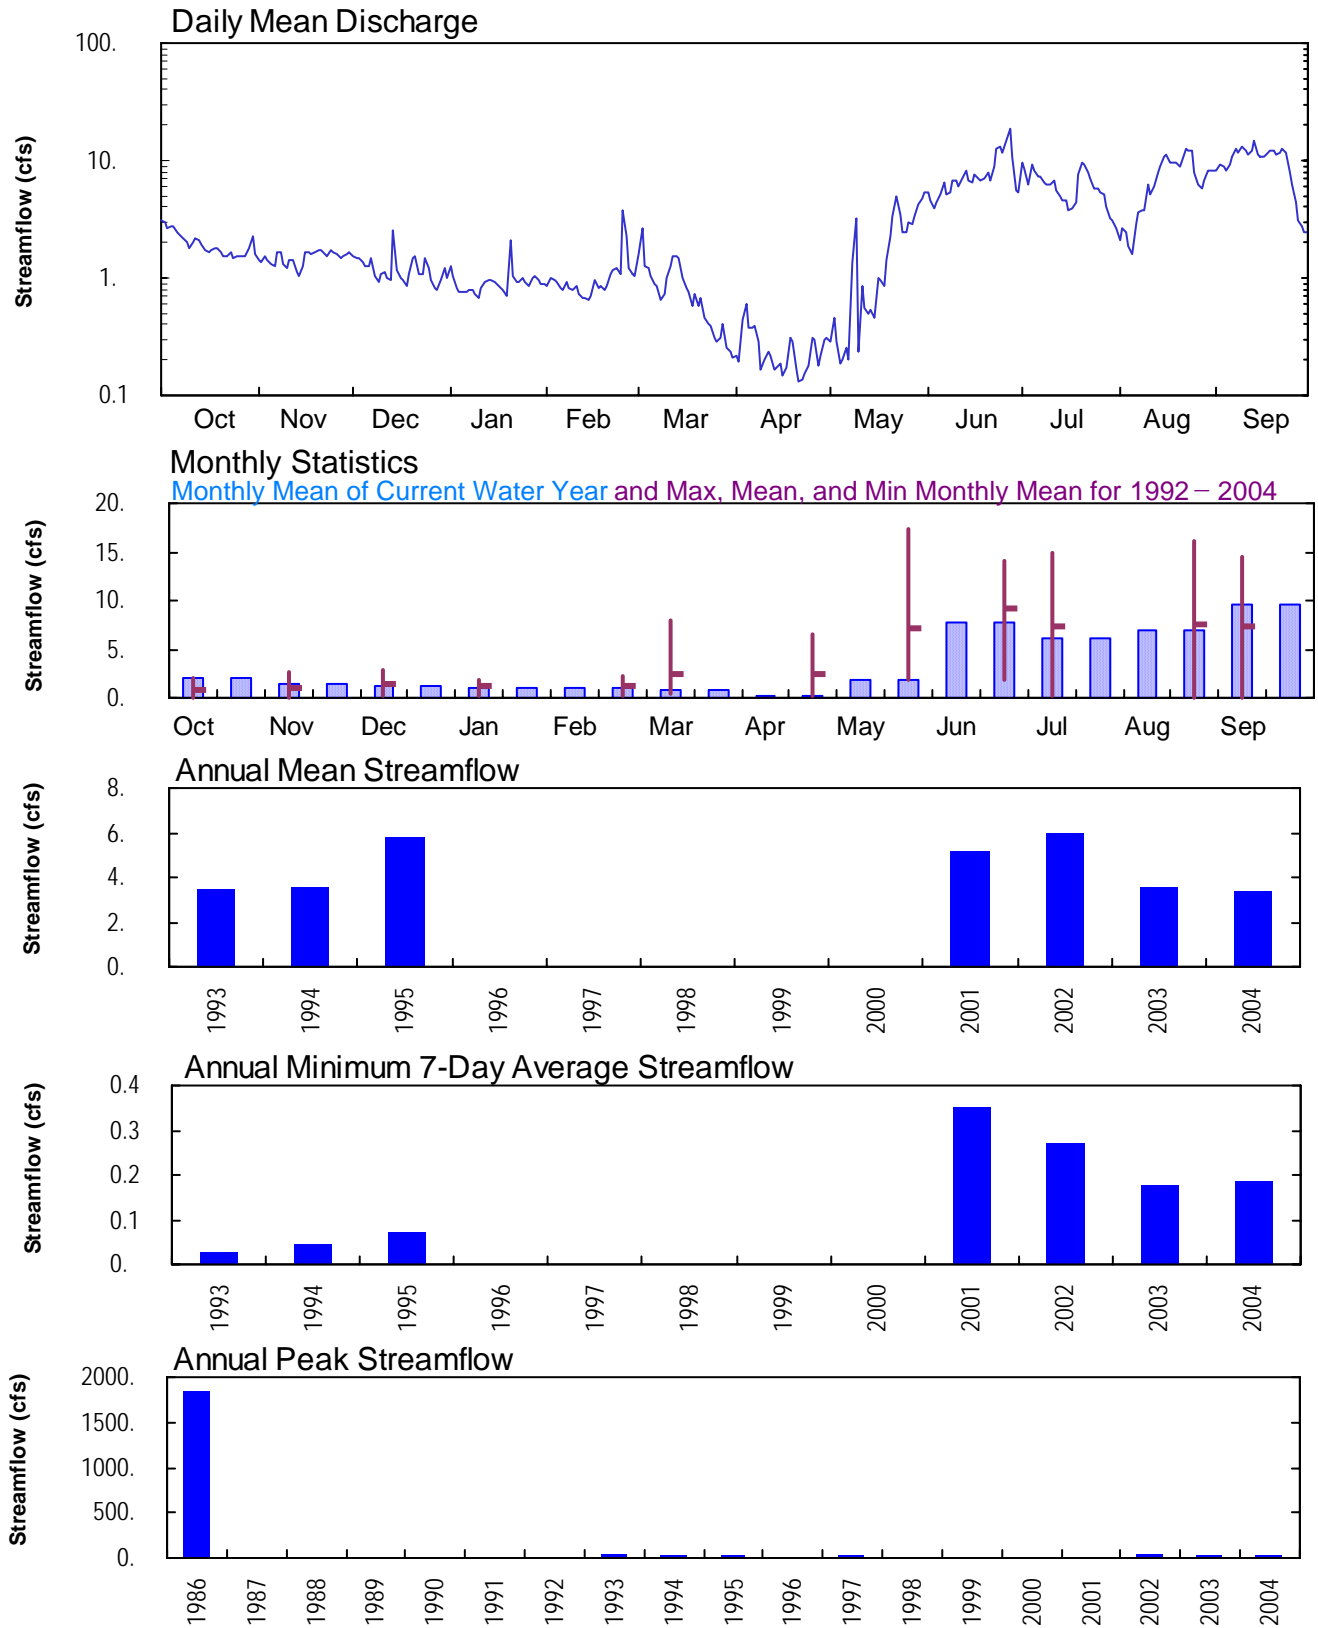 Daily Mean Discharge
Streamflow (cfs)
100.
10.
1.
0.1
Oct Nov Dec Jan Feb Mar Apr May Jun Jul Aug Sep
Monthly Statistics
Monthly Mean of Current Water Year and Max, Mean, and Min Monthly Mean for 1992 – 2004
Streamflow (cfs)
20.
15.
10.
5.
0.
Oct Nov Dec Jan Feb Mar Apr May Jun Jul Aug Sep
Annual Mean Streamflow
Streamflow (cfs)
8.
6.
4.
2.
0.
1993 1994 1995 1996 1997 1998 1999 2000 2001 2002 2003 2004
Annual Minimum 7-Day Average Streamflow
Streamflow (cfs)
0.4
0.3
0.2
0.1
0.
1993 1994 1995 1996 1997 1998 1999 2000 2001 2002 2003 2004
Annual Peak Streamflow
Streamflow (cfs)
2000.
1500.
1000.
500.
0.
1986 1987 1988 1989 1990 1991 1992 1993 1994 1995 1996 1997 1998 1999 2000 2001 2002 2003 2004